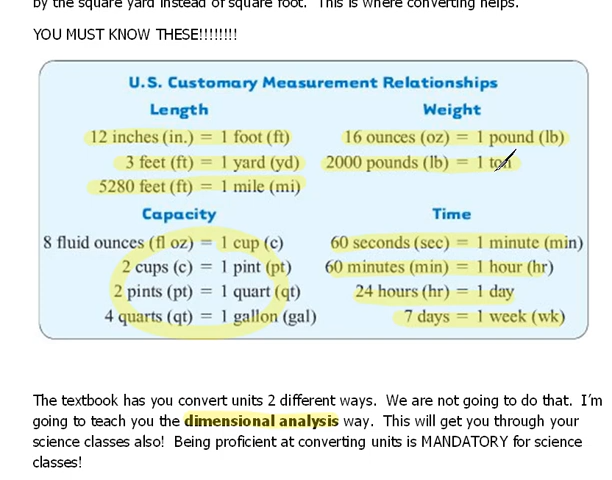 by the square yard instead of square foot.  This is where converting helps.
YOU MUST KNOW THESE!!!!!!!!
U.S. Customary Measurement Relationships
Length
12 inches (in.) = 1 foot (ft)
3 feet (ft) = 1 yard (yd)
5280 feet (ft) = 1 mile (mi)
Weight
16 ounces (oz) = 1 pound (lb)
2000 pounds (lb) = 1 ton
Capacity
8 fluid ounces (fl oz) = 1 cup (c)
2 cups (c) = 1 pint (pt)
2 pints (pt) = 1 quart (qt)
4 quarts (qt) = 1 gallon (gal)
Time
60 seconds (sec) = 1 minute (min)
60 minutes (min) = 1 hour (hr)
24 hours (hr) = 1 day
7 days = 1 week (wk)
The textbook has you convert units 2 different ways.  We are not going to do that.  I'm
going to teach you the dimensional analysis way.  This will get you through your
science classes also!  Being proficient at converting units is MANDATORY for science
classes!